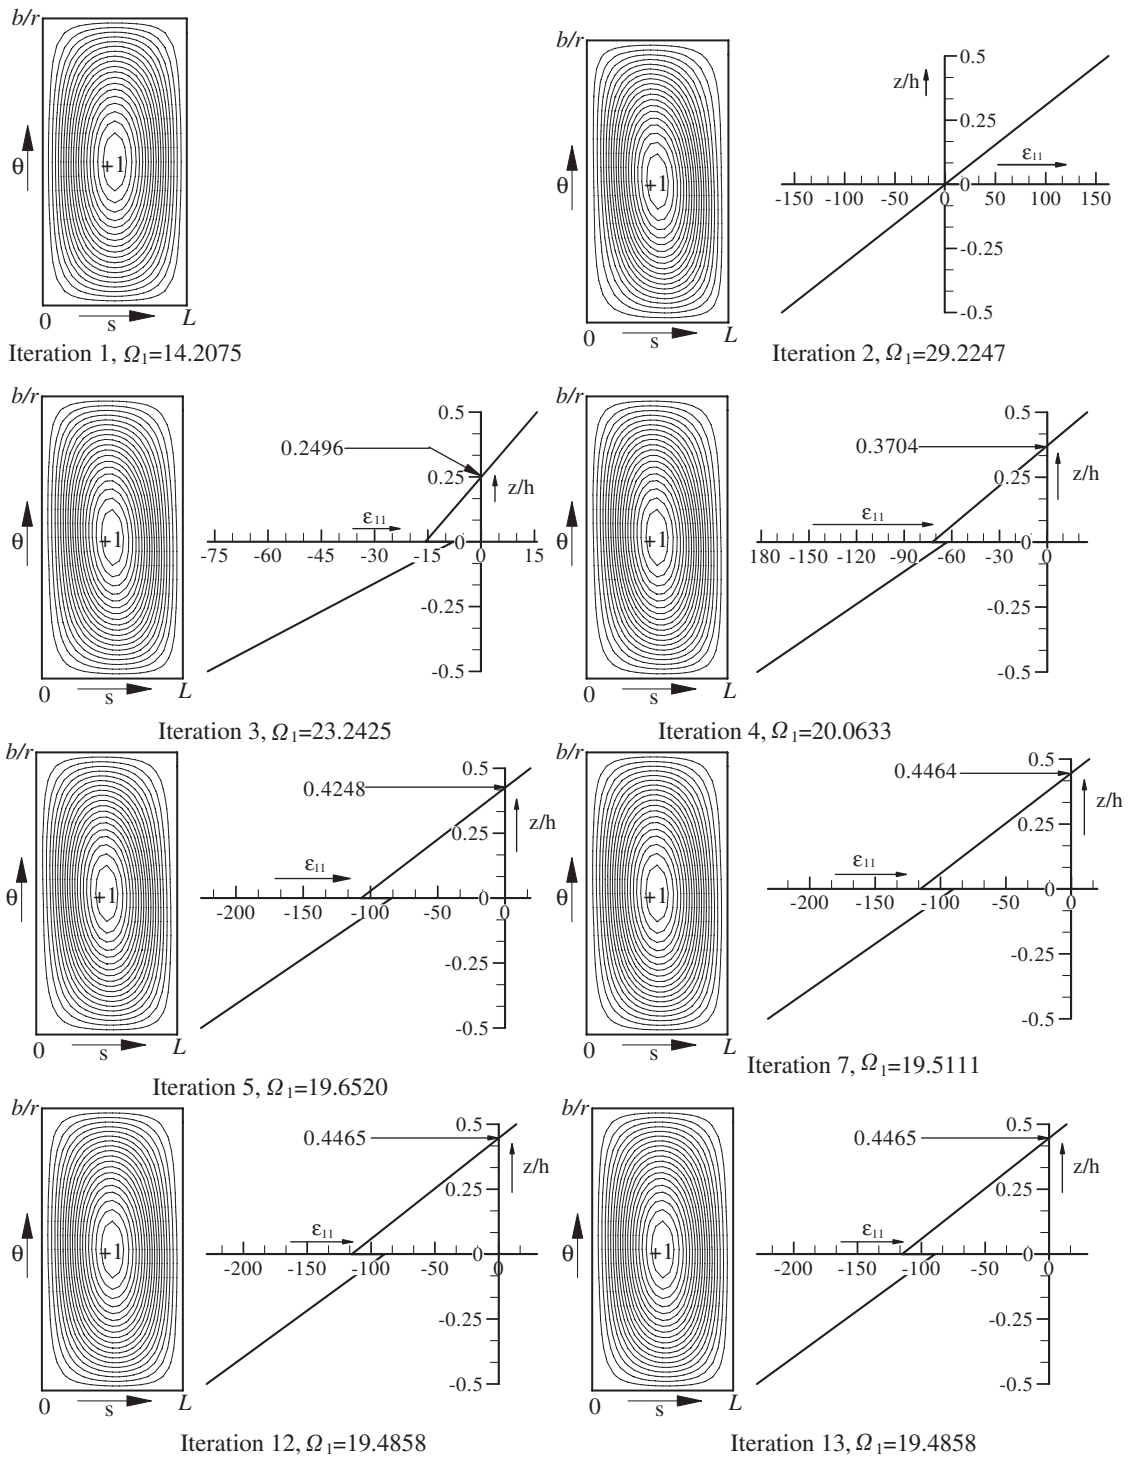 b/r
θ
+1
0 s L
Iteration 1, Ω₁=14.2075
b/r
θ
+1
0 s L
z/h
0.5
0.25
ε₁₁
0
-150 -100 -50 0 50 100 150
-0.25
-0.5
Iteration 2, Ω₁=29.2247
b/r
θ
+1
0 s L
0.5
0.2496
0.25
z/h
ε₁₁
0
-75 -60 -45 -30 -15 0 15
-0.25
-0.5
Iteration 3, Ω₁=23.2425
b/r
θ
+1
0 s L
0.5
0.3704
0.25
z/h
ε₁₁
0
180 -150 -120 -90 -60 -30 0
-0.25
-0.5
Iteration 4, Ω₁=20.0633
b/r
θ
+1
0 s L
0.5
0.4248
z/h
0.25
ε₁₁
0
-200 -150 -100 -50 0
-0.25
-0.5
Iteration 5, Ω₁=19.6520
b/r
θ
+1
0 s L
0.5
0.4464
z/h
0.25
ε₁₁
0
-200 -150 -100 -50 0
-0.25
-0.5
Iteration 7, Ω₁=19.5111
b/r
θ
+1
0 s L
0.5
0.4465
z/h
0.25
ε₁₁
0
-200 -150 -100 -50 0
-0.25
-0.5
Iteration 12, Ω₁=19.4858
b/r
θ
+1
0 s L
0.5
0.4465
z/h
0.25
ε₁₁
0
-200 -150 -100 -50 0
-0.25
-0.5
Iteration 13, Ω₁=19.4858